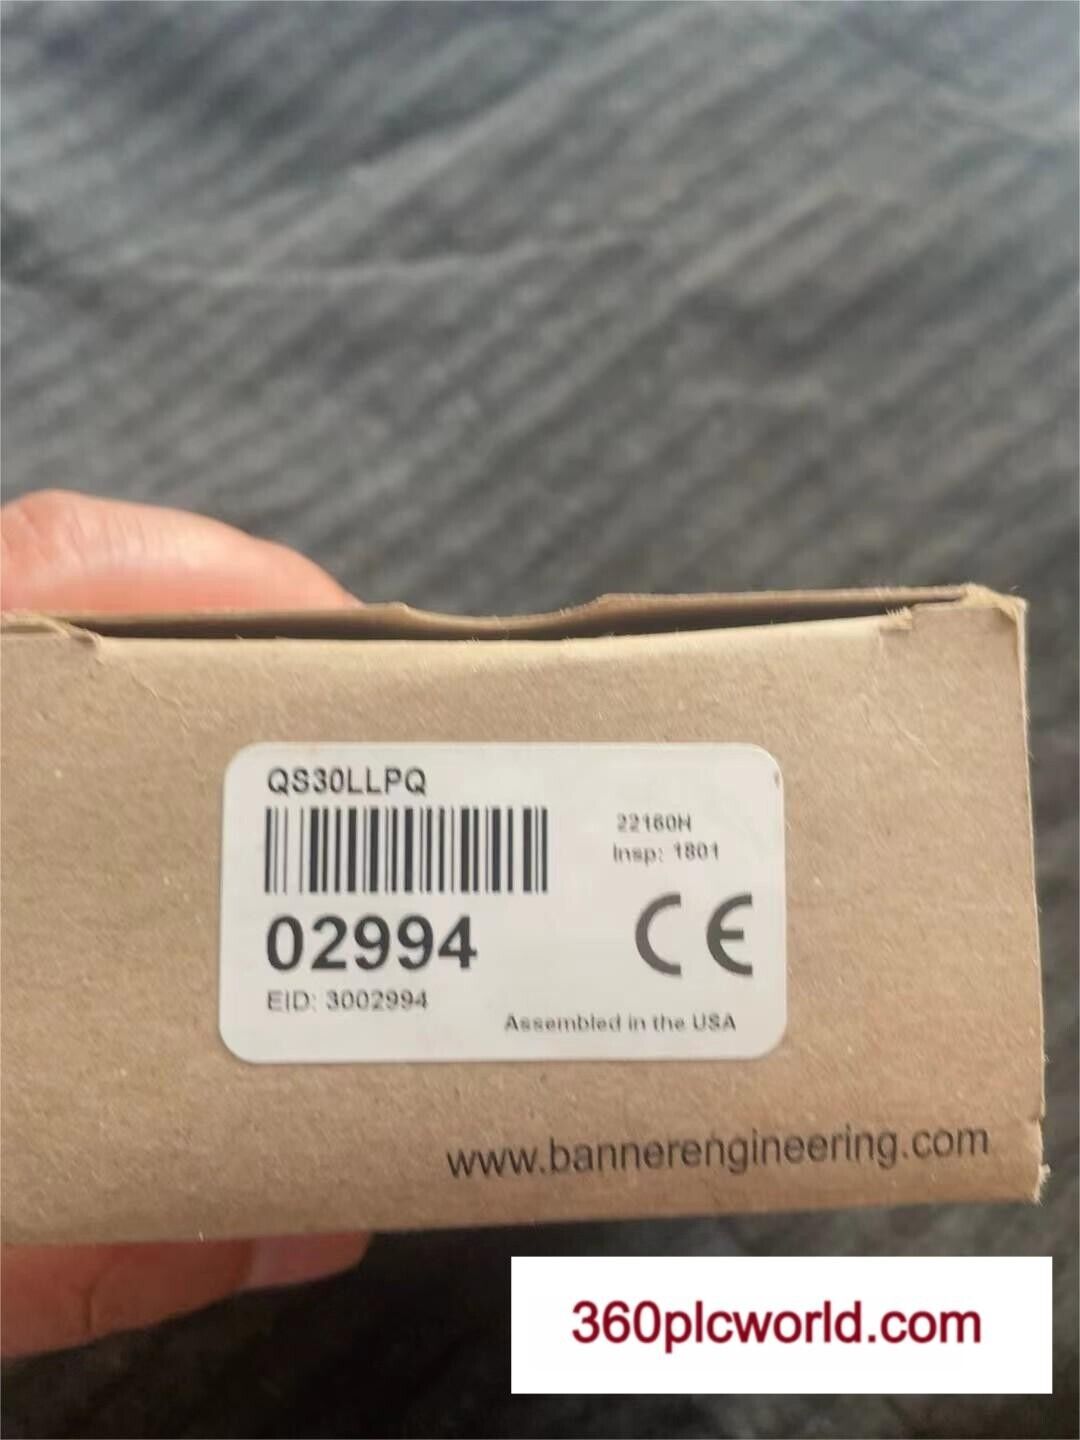 QS30LLPQ
22160H
Insp: 1801
02994
CE
EID: 3002994
Assembled in the USA
www.bannerengineering.com
360plcworld.com